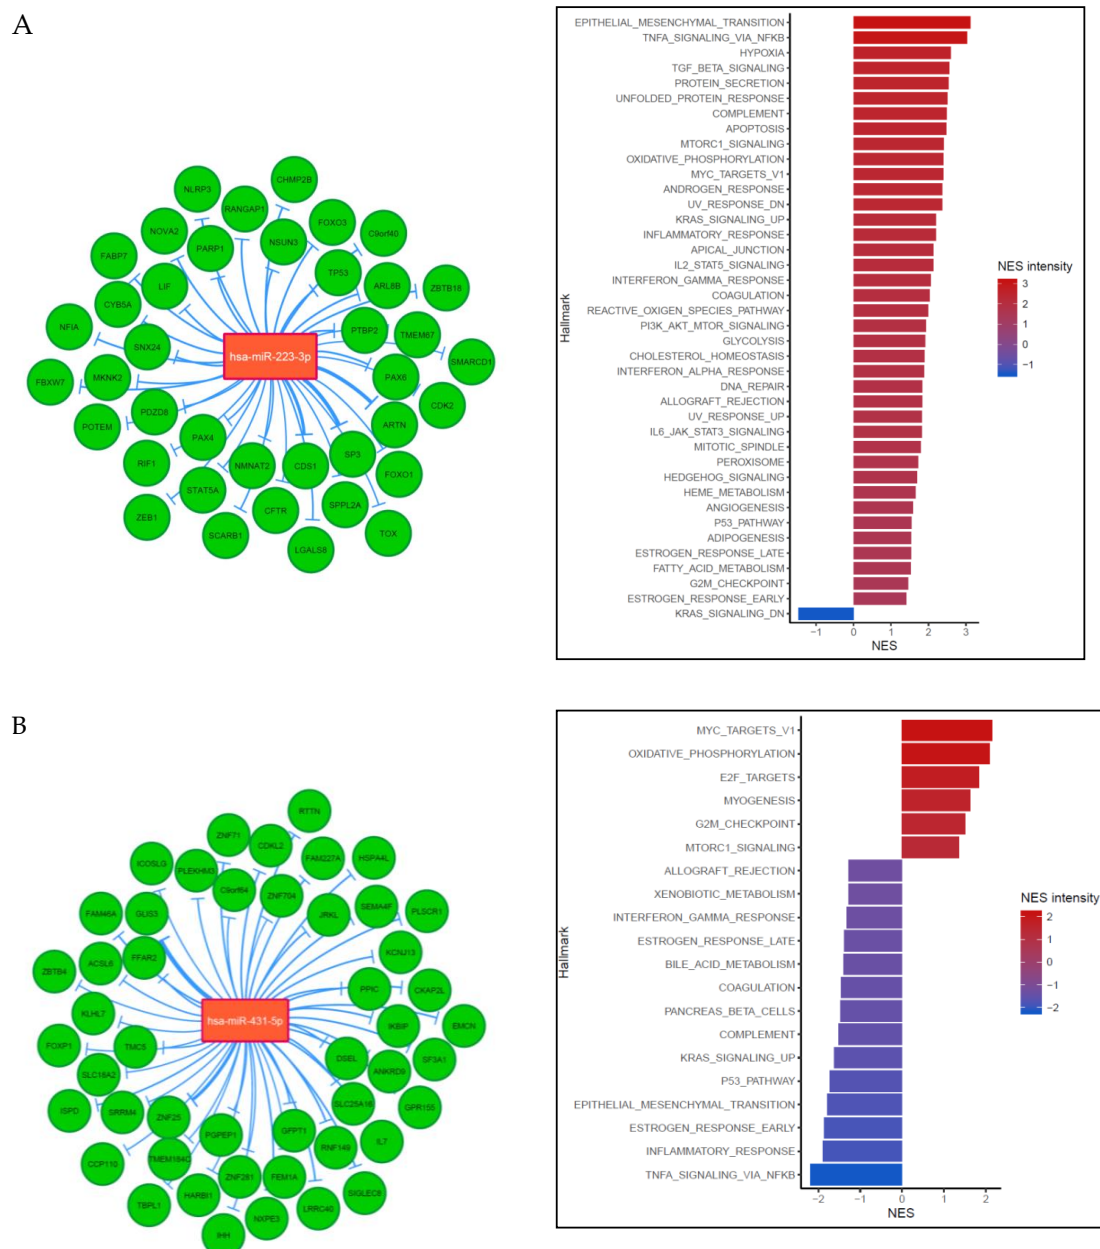 A
CHMP2B
NLRP3
RANGAP1
FOXO3
NOVA2
C9orf40
PARP1
NSUN3
FABP7
TP53
LIF
ARL8B
ZBTB18
CYB5A
NFIA
PTBP2
TMEM67
SNX24
hsa-miR-223-3p
SMARCD1
FBXW7
MKNK2
PAX6
CDK2
POTEM
PDZD8
ARTN
PAX4
SP3
RIF1
NMNAT2
CDS1
FOXO1
STAT5A
SPPL2A
ZEB1
CFTR
SCARB1
TOX
LGALS8
Hallmark
EPITHELIAL_MESENCHYMAL_TRANSITION
TNFA_SIGNALING_VIA_NFKB
HYPOXIA
TGF_BETA_SIGNALING
PROTEIN_SECRETION
UNFOLDED_PROTEIN_RESPONSE
COMPLEMENT
APOPTOSIS
MTORC1_SIGNALING
OXIDATIVE_PHOSPHORYLATION
MYC_TARGETS_V1
ANDROGEN_RESPONSE
UV_RESPONSE_DN
KRAS_SIGNALING_UP
INFLAMMATORY_RESPONSE
APICAL_JUNCTION
IL2_STAT5_SIGNALING
INTERFERON_GAMMA_RESPONSE
COAGULATION
REACTIVE_OXIGEN_SPECIES_PATHWAY
PI3K_AKT_MTOR_SIGNALING
GLYCOLYSIS
CHOLESTEROL_HOMEOSTASIS
INTERFERON_ALPHA_RESPONSE
DNA_REPAIR
ALLOGRAFT_REJECTION
UV_RESPONSE_UP
IL6_JAK_STAT3_SIGNALING
MITOTIC_SPINDLE
PEROXISOME
HEDGEHOG_SIGNALING
HEME_METABOLISM
ANGIOGENESIS
P53_PATHWAY
ADIPOGENESIS
ESTROGEN_RESPONSE_LATE
FATTY_ACID_METABOLISM
G2M_CHECKPOINT
ESTROGEN_RESPONSE_EARLY
KRAS_SIGNALING_DN
−1 0 1 2 3
NES
NES intensity
3
2
1
0
−1
B
RTTN
ZNF71
CDKL2
FAM227A
HSPA4L
ICOSLG
PLEKHM3
C9orf64
ZNF704
SEMA4F
PLSCR1
FAM46A
GLIS3
JRKL
KCNJ13
ZBTB4
ACSL6
FFAR2
PPIC
CKAP2L
KLHL7
hsa-miR-431-5p
IKBIP
EMCN
FOXP1
TMC5
DSEL
SF3A1
SLC18A2
ANKRD9
ISPD
SRRM4
ZNF25
SLC25A16
GPR155
PGPEP1
GFPT1
RNF149
IL7
CCP110
TMEM184C
ZNF281
FEM1A
SIGLEC8
TBPL1
HARBI1
LRRC40
IHH
NXPE3
Hallmark
MYC_TARGETS_V1
OXIDATIVE_PHOSPHORYLATION
E2F_TARGETS
MYOGENESIS
G2M_CHECKPOINT
MTORC1_SIGNALING
ALLOGRAFT_REJECTION
XENOBIOTIC_METABOLISM
INTERFERON_GAMMA_RESPONSE
ESTROGEN_RESPONSE_LATE
BILE_ACID_METABOLISM
COAGULATION
PANCREAS_BETA_CELLS
COMPLEMENT
KRAS_SIGNALING_UP
P53_PATHWAY
EPITHELIAL_MESENCHYMAL_TRANSITION
ESTROGEN_RESPONSE_EARLY
INFLAMMATORY_RESPONSE
TNFA_SIGNALING_VIA_NFKB
−2 −1 0 1 2
NES
NES intensity
2
1
0
−1
−2